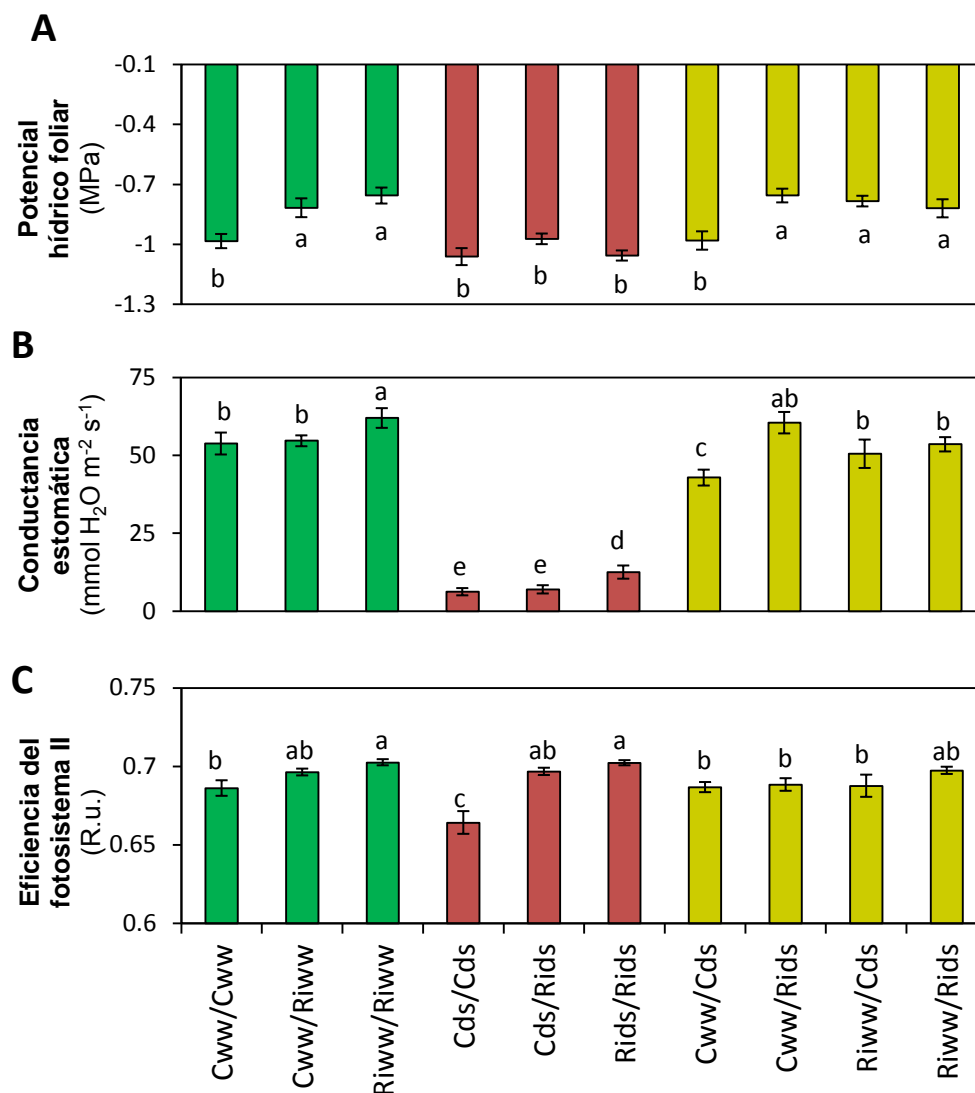 A
Potencial
hídrico foliar
(MPa)
-0.1
-0.4
-0.7
-1
-1.3
b
a
a
b
b
b
b
a
a
a
B
Conductancia
estomática
(mmol H₂O m⁻² s⁻¹)
75
50
25
0
b
b
a
e
e
d
c
ab
b
b
C
Eficiencia del
fotosistema II
(R.u.)
0.75
0.7
0.65
0.6
b
ab
a
c
ab
a
b
b
b
ab
Cww/Cww
Cww/Riww
Riww/Riww
Cds/Cds
Cds/Rids
Rids/Rids
Cww/Cds
Cww/Rids
Riww/Cds
Riww/Rids